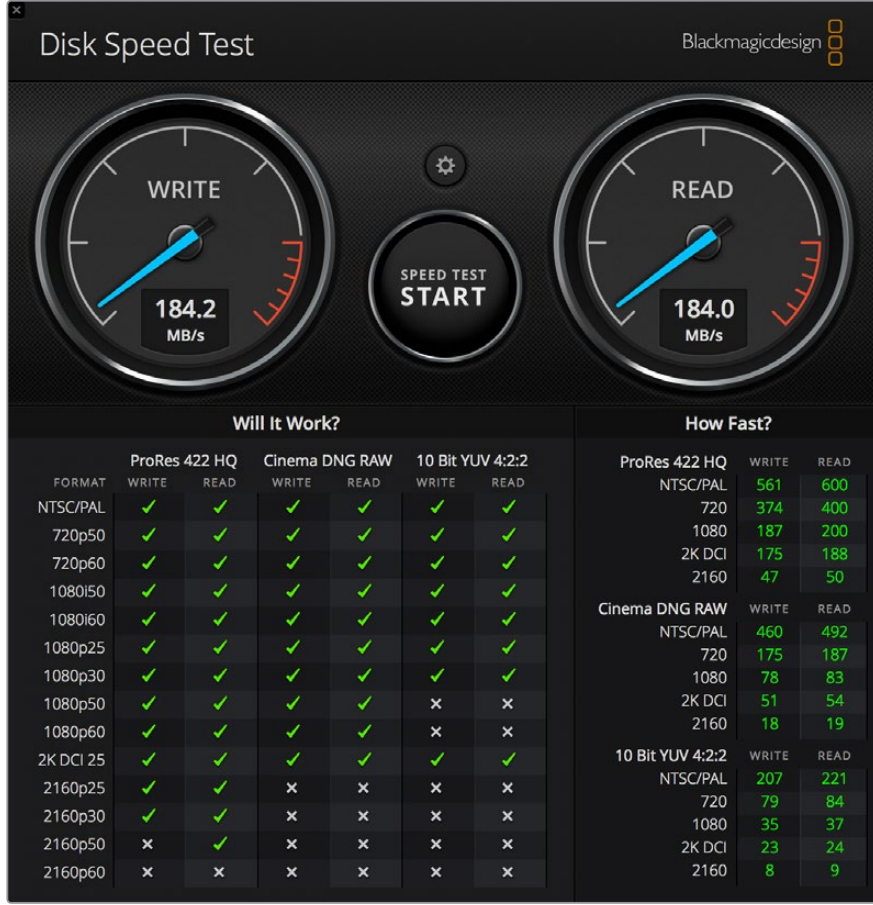 Disk Speed Test
Blackmagicdesign
WRITE
184.2
MB/s
SPEED TEST
START
READ
184.0
MB/s
Will It Work?
ProRes 422 HQ Cinema DNG RAW 10 Bit YUV 4:2:2
FORMAT WRITE READ WRITE READ WRITE READ
NTSC/PAL ✓ ✓ ✓ ✓ ✓ ✓
720p50 ✓ ✓ ✓ ✓ ✓ ✓
720p60 ✓ ✓ ✓ ✓ ✓ ✓
1080i50 ✓ ✓ ✓ ✓ ✓ ✓
1080i60 ✓ ✓ ✓ ✓ ✓ ✓
1080p25 ✓ ✓ ✓ ✓ ✓ ✓
1080p30 ✓ ✓ ✓ ✓ ✓ ✓
1080p50 ✓ ✓ ✓ ✓ × ×
1080p60 ✓ ✓ ✓ ✓ × ×
2K DCI 25 ✓ ✓ ✓ ✓ ✓ ✓
2160p25 ✓ ✓ × × × ×
2160p30 ✓ ✓ × × × ×
2160p50 × ✓ × × × ×
2160p60 × × × × × ×
How Fast?
ProRes 422 HQ WRITE READ
NTSC/PAL 561 600
720 374 400
1080 187 200
2K DCI 175 188
2160 47 50
Cinema DNG RAW WRITE READ
NTSC/PAL 460 492
720 175 187
1080 78 83
2K DCI 51 54
2160 18 19
10 Bit YUV 4:2:2 WRITE READ
NTSC/PAL 207 221
720 79 84
1080 35 37
2K DCI 23 24
2160 8 9